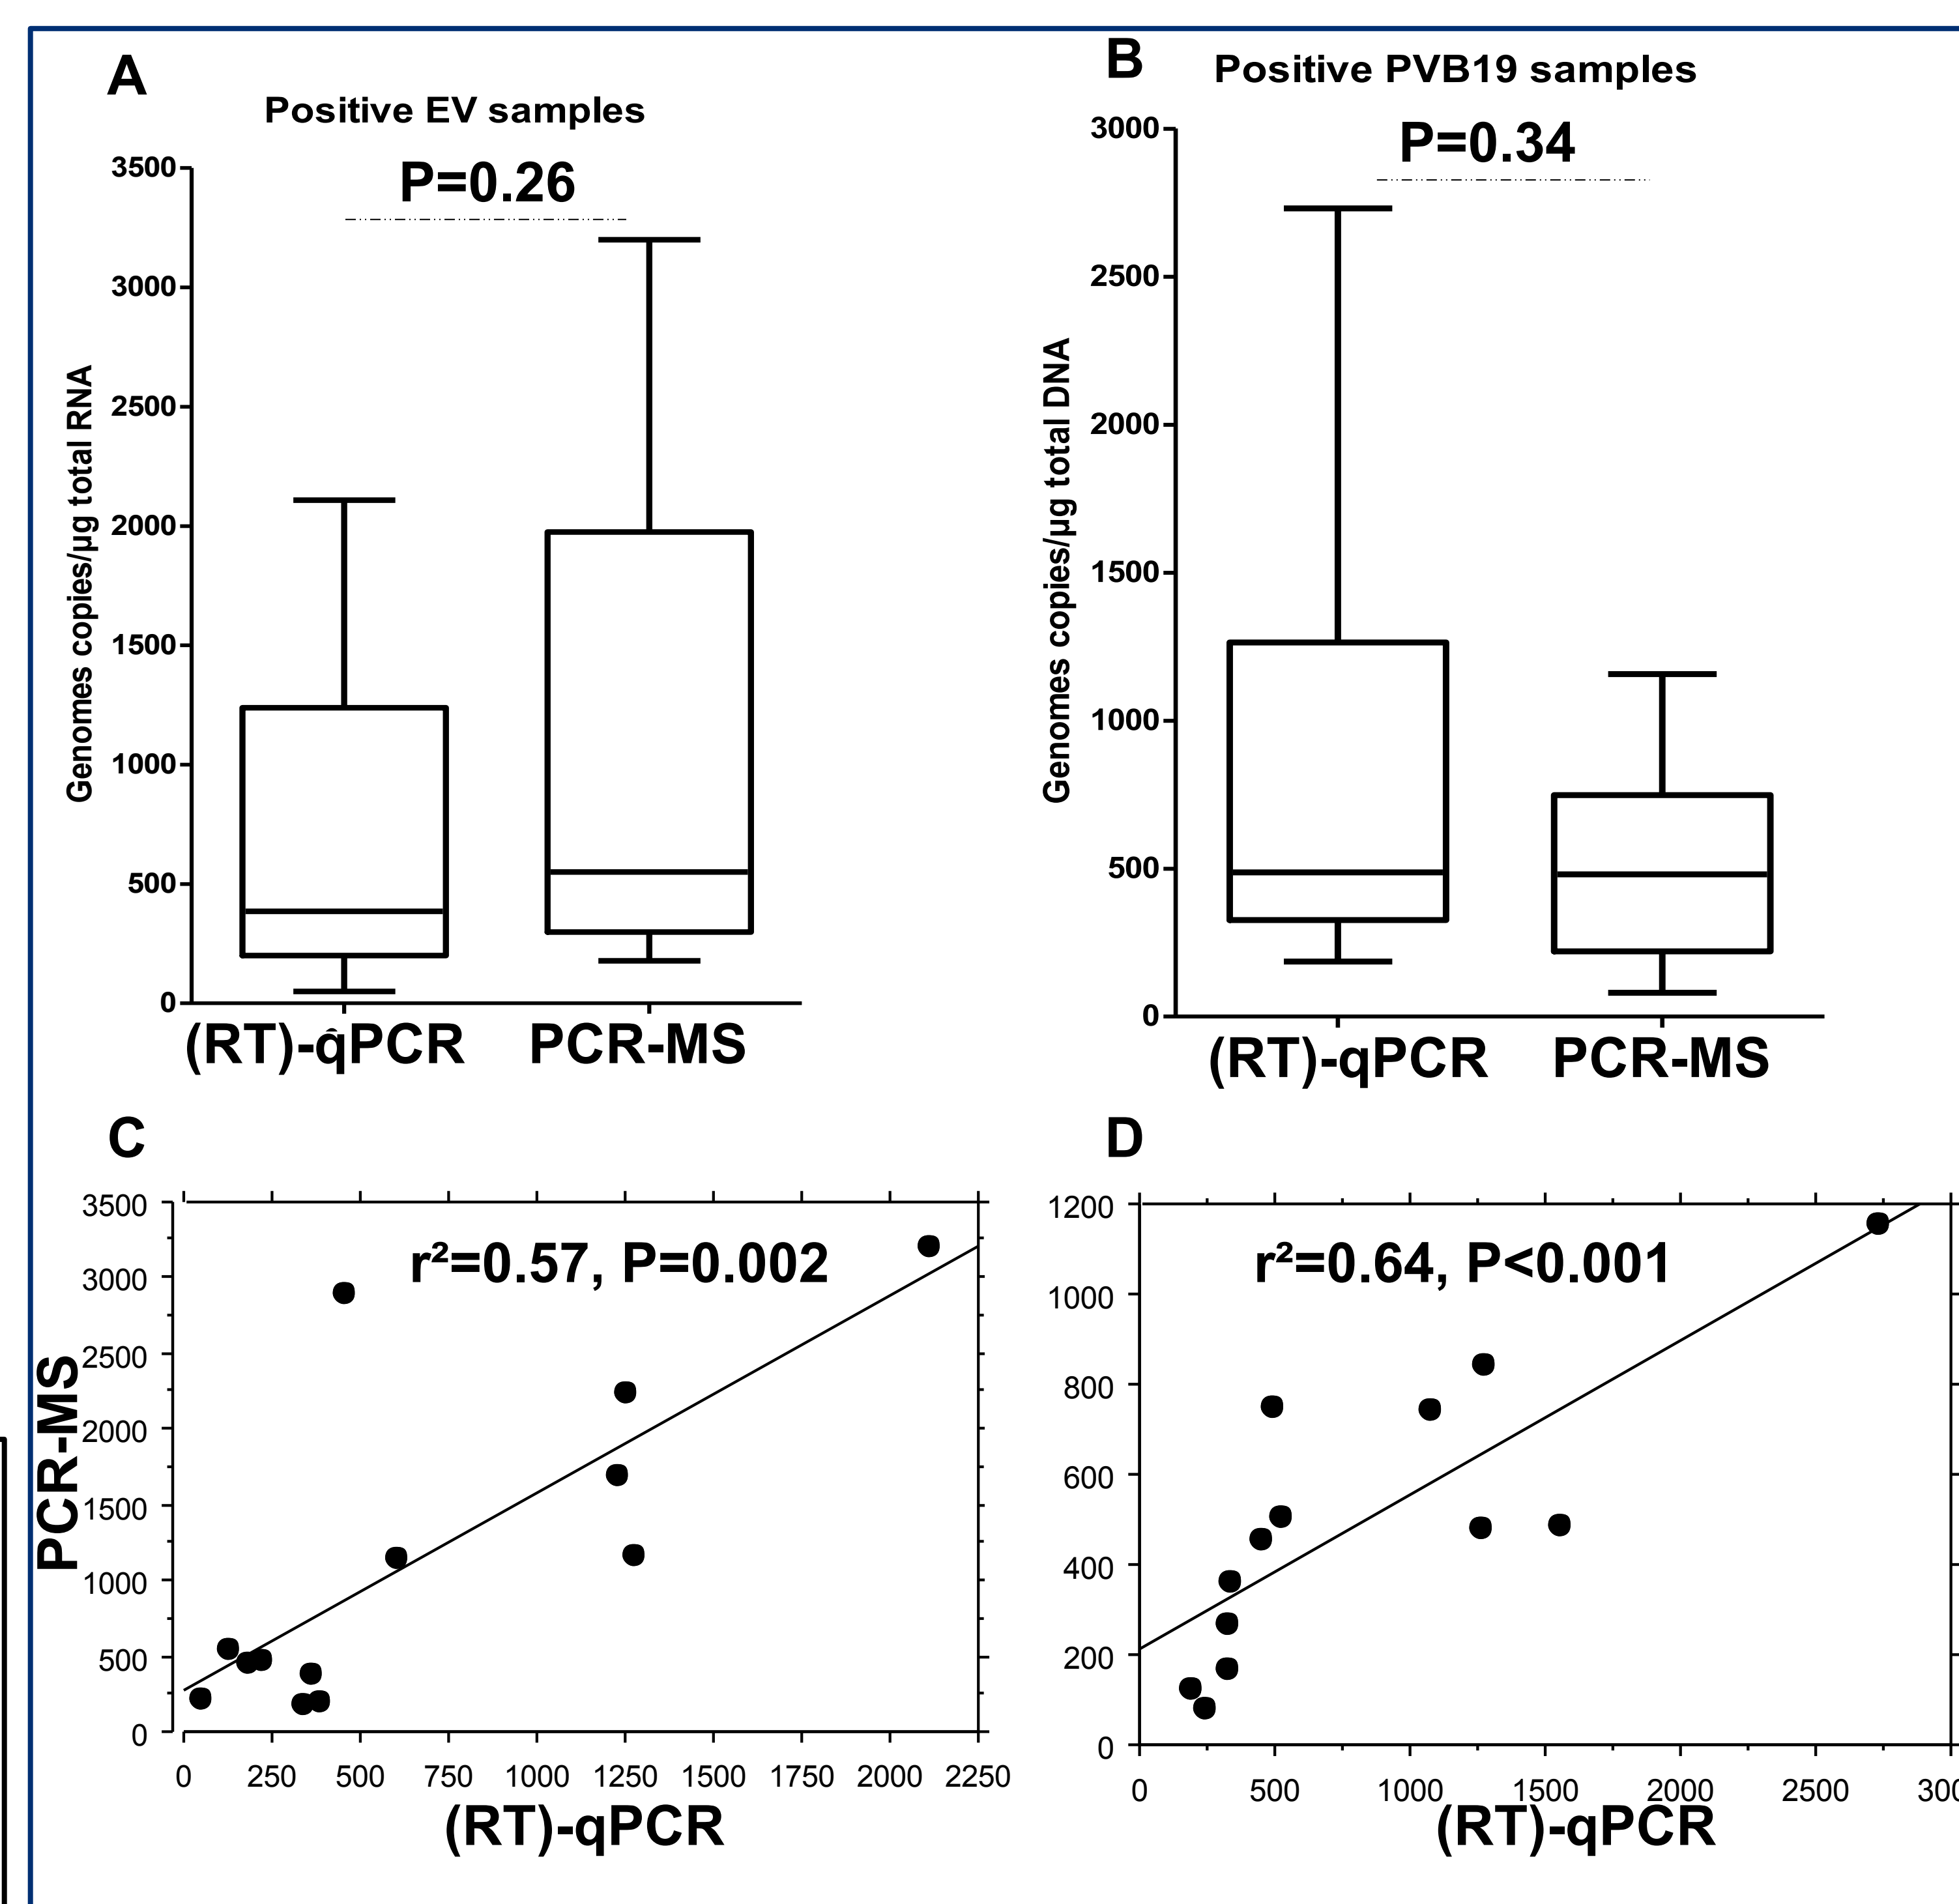 A
Positive EV samples
P=0.26
3500
3000
2500
2000
1500
1000
500
0
Genomes copies/µg total RNA
(RT)-qPCR
PCR-MS
B
Positive PVB19 samples
P=0.34
3000
2500
2000
1500
1000
500
0
Genomes copies/µg total DNA
(RT)-qPCR
PCR-MS
C
r²=0.57, P=0.002
3500
3000
2500
2000
1500
1000
500
0
PCR-MS
0 250 500 750 1000 1250 1500 1750 2000 2250
(RT)-qPCR
D
r²=0.64, P<0.001
1200
1000
800
600
400
200
0
0 500 1000 1500 2000 2500
(RT)-qPCR